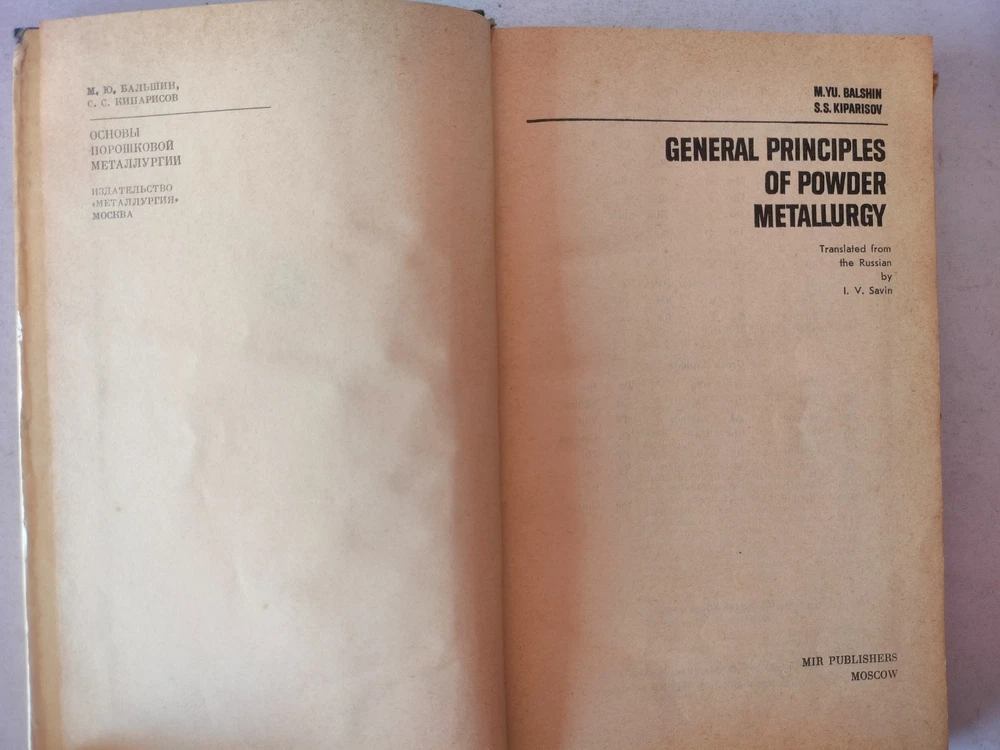 М. Ю. БАЛЬШИН,
С. С. КИПАРИСОВ
ОСНОВЫ
ПОРОШКОВОЙ
МЕТАЛЛУРГИИ
ИЗДАТЕЛЬСТВО
«МЕТАЛЛУРГИЯ»
МОСКВА
M.YU. BALSHIN
S.S. KIPARISOV
GENERAL PRINCIPLES
OF POWDER
METALLURGY
Translated from
the Russian
by
I. V. Savin
MIR PUBLISHERS
MOSCOW